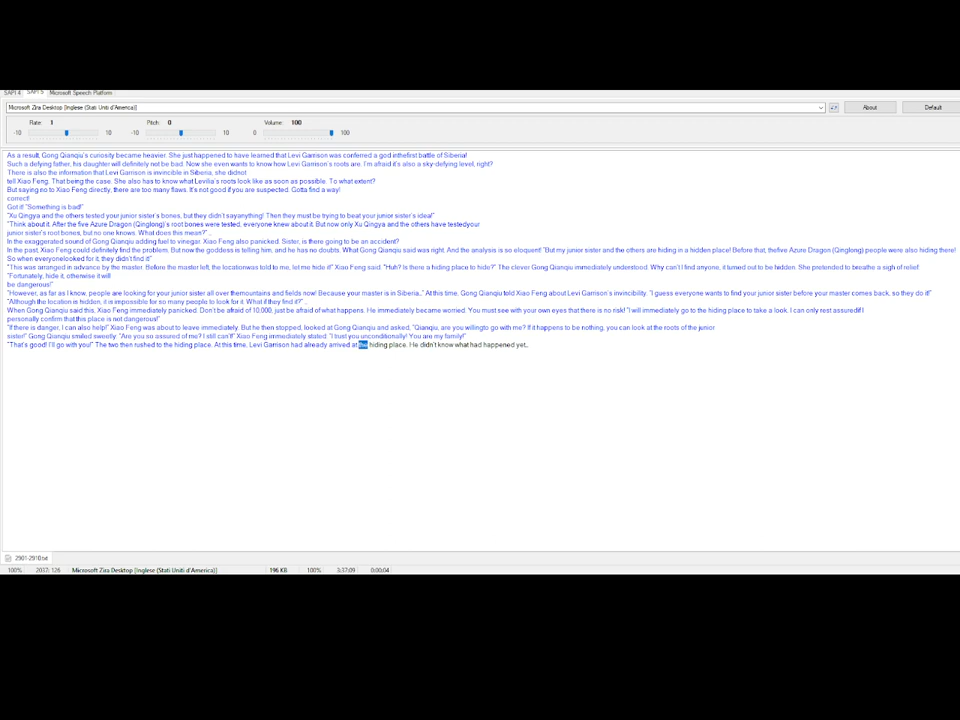 SAPI 4 SAPI 5 Microsoft Speech Platform
Microsoft Zira Desktop [Inglese (Stati Uniti d'America)]
About
Default
Rate: 1 Pitch: 0 Volume: 100
-10 10 -10 10 0 100
As a result, Gong Qianqiu's curiosity became heavier. She just happened to have learned that Levi Garrison was conferred a god inthefirst battle of Siberia!
Such a defying father, his daughter will definitely not be bad. Now she even wants to know how Levi Garrison's roots are. I'm afraid it's also a sky-defying level, right?
There is also the information that Levi Garrison is invincible in Siberia, she didnot
tell Xiao Feng. That being the case. She also has to know what Levilia's roots look like as soon as possible. To what extent?
But saying no to Xiao Feng directly, there are too many flaws. It's not good if you are suspected. Gotta find a way!
correct!
Got it! "Something is bad!"
"Xu Qingya and the others tested your junior sister's bones, but they didn't sayanything! Then they must be trying to beat your junior sister's idea!"
"Think about it. After the five Azure Dragon (Qinglong)'s root bones were tested, everyone knew about it. But now only Xu Qingya and the others have testedyour
junior sister's root bones, but no one knows. What does this mean?" ..
In the exaggerated sound of Gong Qianqiu adding fuel to vinegar. Xiao Feng also panicked. Sister, is there going to be an accident?
In the past, Xiao Feng could definitely find the problem. But now the goddess is telling him, and he has no doubts. What Gong Qianqiu said was right. And the analysis is so eloquent! "But my junior sister and the others are hiding in a hidden place! Before that, thefive Azure Dragon (Qinglong) people were also hiding there!
So when everyonelooked for it, they didn't find it"
"This was arranged in advance by the master. Before the master left, the locationwas told to me, let me hide it!" Xiao Feng said. "Huh? Is there a hiding place to hide?" The clever Gong Qianqiu immediately understood. Why can't I find anyone, it turned out to be hidden. She pretended to breathe a sigh of relief:
"Fortunately, hide it, otherwise it will
be dangerous!"
"However, as far as I know, people are looking for your junior sister all over themountains and fields now! Because your master is in Siberia.." At this time, Gong Qianqiu told Xiao Feng about Levi Garrison's invincibility. "I guess everyone wants to find your junior sister before your master comes back, so they do it!"
"Although the location is hidden, it is impossible for so many people to look for it. What if they find it?" ..
When Gong Qianqiu said this. Xiao Feng immediately panicked. Don't be afraid of 10,000, just be afraid of what happens. He immediately became worried. You must see with your own eyes that there is no risk! "I will immediately go to the hiding place to take a look. I can only rest assuredif I
personally confirm that this place is not dangerous!"
"If there is danger, I can also help!" Xiao Feng was about to leave immediately. But he then stopped, looked at Gong Qianqiu and asked, "Qianqiu, are you willingto go with me? If it happens to be nothing, you can look at the roots of the junior
sister!" Gong Qianqiu smiled sweetly: "Are you so assured of me? I still can't!" Xiao Feng immediately stated: "I trust you unconditionally! You are my family!"
"That's good! I'll go with you!" The two then rushed to the hiding place. At this time, Levi Garrison had already arrived at the hiding place. He didn't know what had happened yet..
2901-2910.txt
100% 2037: 126 Microsoft Zira Desktop [Inglese (Stati Uniti d'America)] 196 KB 100% 3:37:09 0:00:04